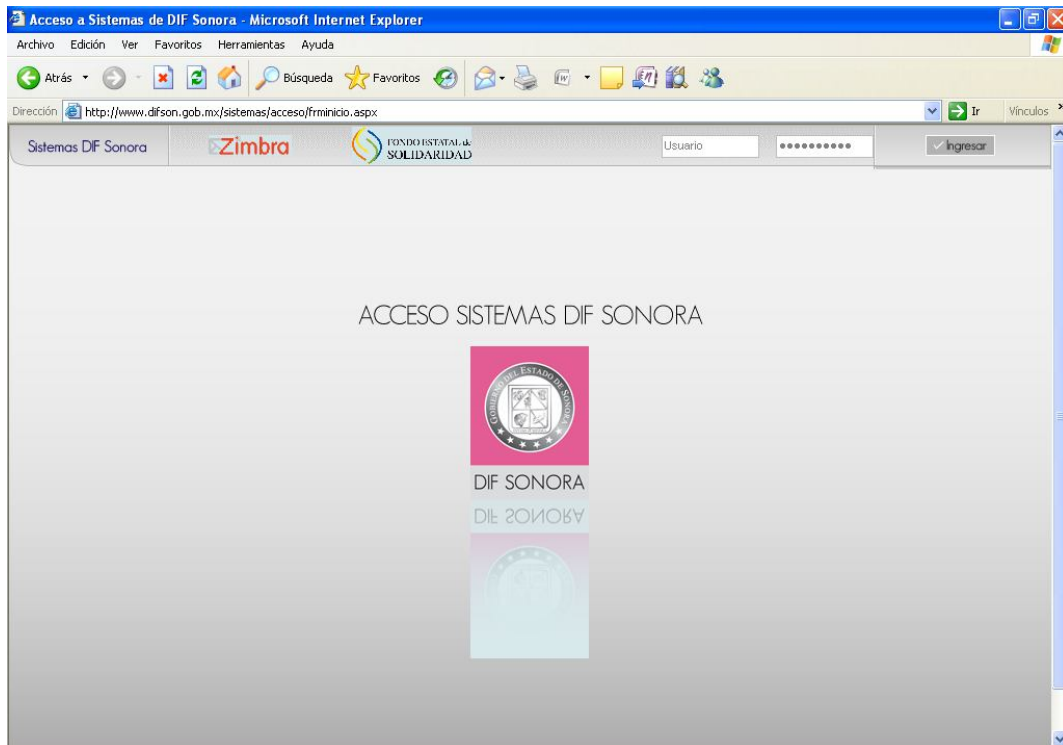 Acceso a Sistemas de DIF Sonora - Microsoft Internet Explorer
Archivo Edición Ver Favoritos Herramientas Ayuda
Atrás Búsqueda Favoritos
Dirección http://www.difson.gob.mx/sistemas/acceso/frminicio.aspx Ir Vínculos »
Sistemas DIF Sonora Zimbra FONDO ESTATAL de Usuario •••••••••• Ingresar
SOLIDARIDAD
ACCESO SISTEMAS DIF SONORA
GOBIERNO DEL ESTADO DE SONORA
DIF SONORA
DIF SONORA